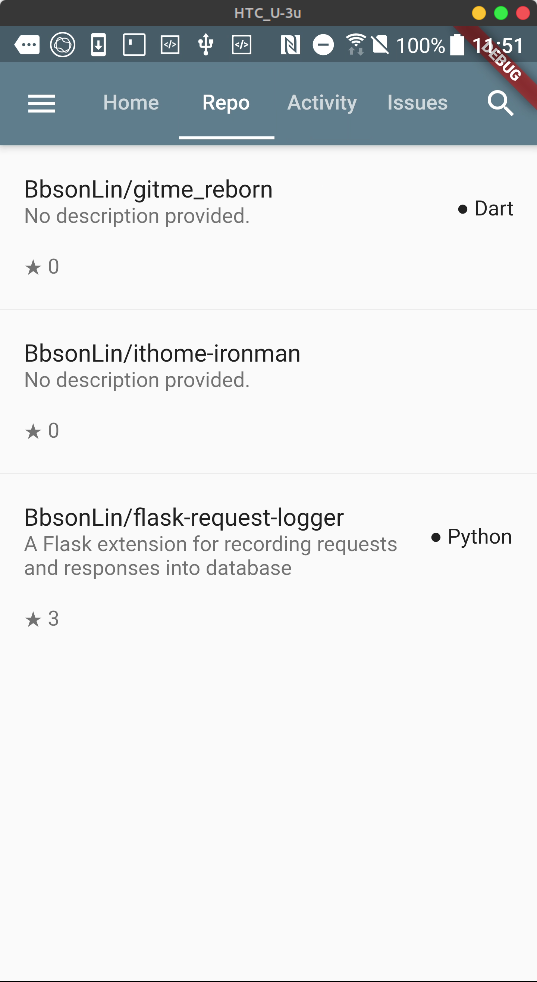 HTC_U-3u
100% 11:51
DEBUG
Home Repo Activity Issues
BbsonLin/gitme_reborn
No description provided.
● Dart
★ 0
BbsonLin/ithome-ironman
No description provided.
★ 0
BbsonLin/flask-request-logger
A Flask extension for recording requests
and responses into database
● Python
★ 3